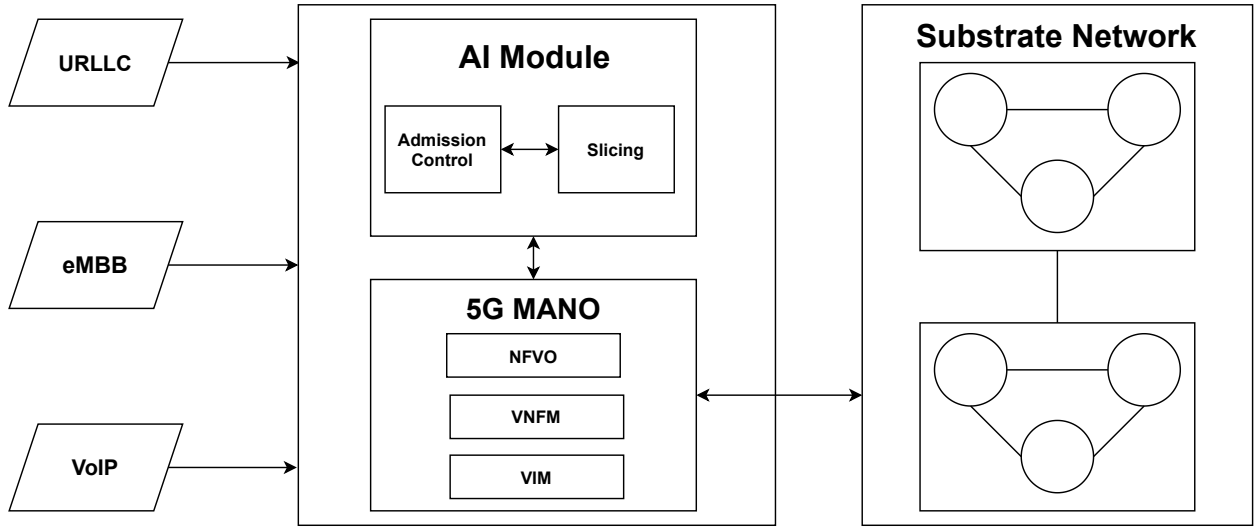 URLLC
eMBB
VoIP
AI Module
Admission
Control
Slicing
5G MANO
NFVO
VNFM
VIM
Substrate Network